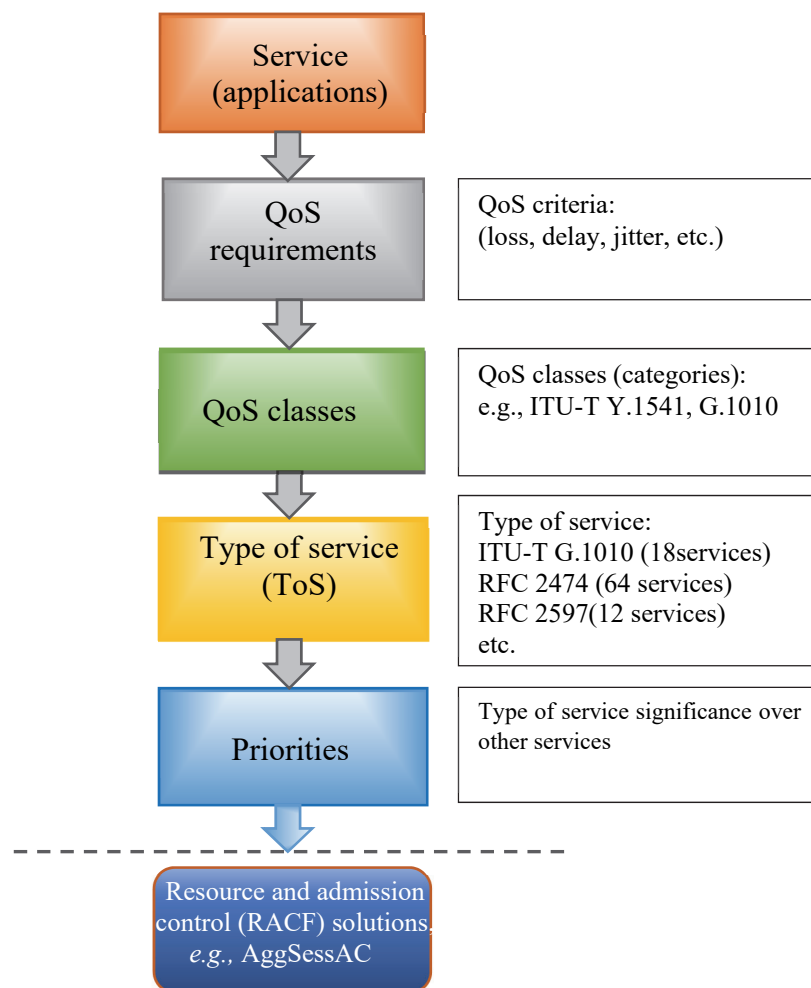 Service
(applications)
QoS
requirements
QoS criteria:
(loss, delay, jitter, etc.)
QoS classes
QoS classes (categories):
e.g., ITU-T Y.1541, G.1010
Type of service
(ToS)
Type of service:
ITU-T G.1010 (18services)
RFC 2474 (64 services)
RFC 2597(12 services)
etc.
Priorities
Type of service significance over
other services
Resource and admission
control (RACF) solutions,
e.g., AggSessAC